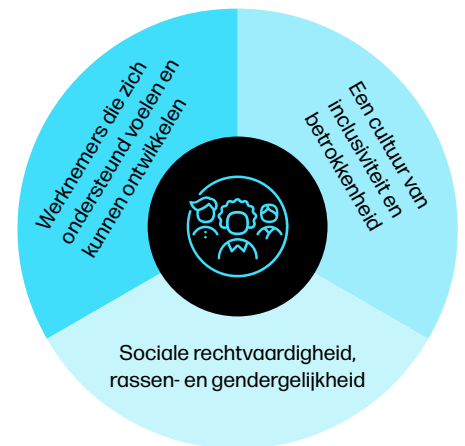 Werknemers die zich
ondersteund voelen en
kunnen ontwikkelen
Een cultuur van
inclusiviteit en
betrokkenheid
Sociale rechtvaardigheid,
rassen- en gendergelijkheid